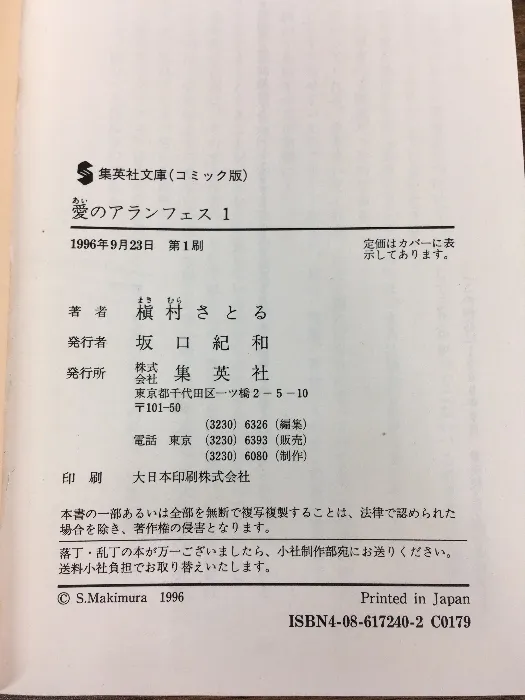 集英社文庫(コミック版)
あい
愛のアランフェス 1
1996年9月23日 第1刷
定価はカバーに表
示してあります。
まき むら
著者 槇村さとる
発行者 坂口紀和
発行所 株式会社 集英社
東京都千代田区一ツ橋2-5-10
〒101-50
(3230) 6326 (編集)
電話 東京 (3230) 6393 (販売)
(3230) 6080 (制作)
印刷 大日本印刷株式会社
本書の一部あるいは全部を無断で複写複製することは、法律で認められた
場合を除き、著作権の侵害となります。
落丁・乱丁の本が万一ございましたら、小社制作部宛にお送りください。
送料小社負担でお取り替えいたします。
© S.Makimura 1996
Printed in Japan
ISBN4-08-617240-2 C0179